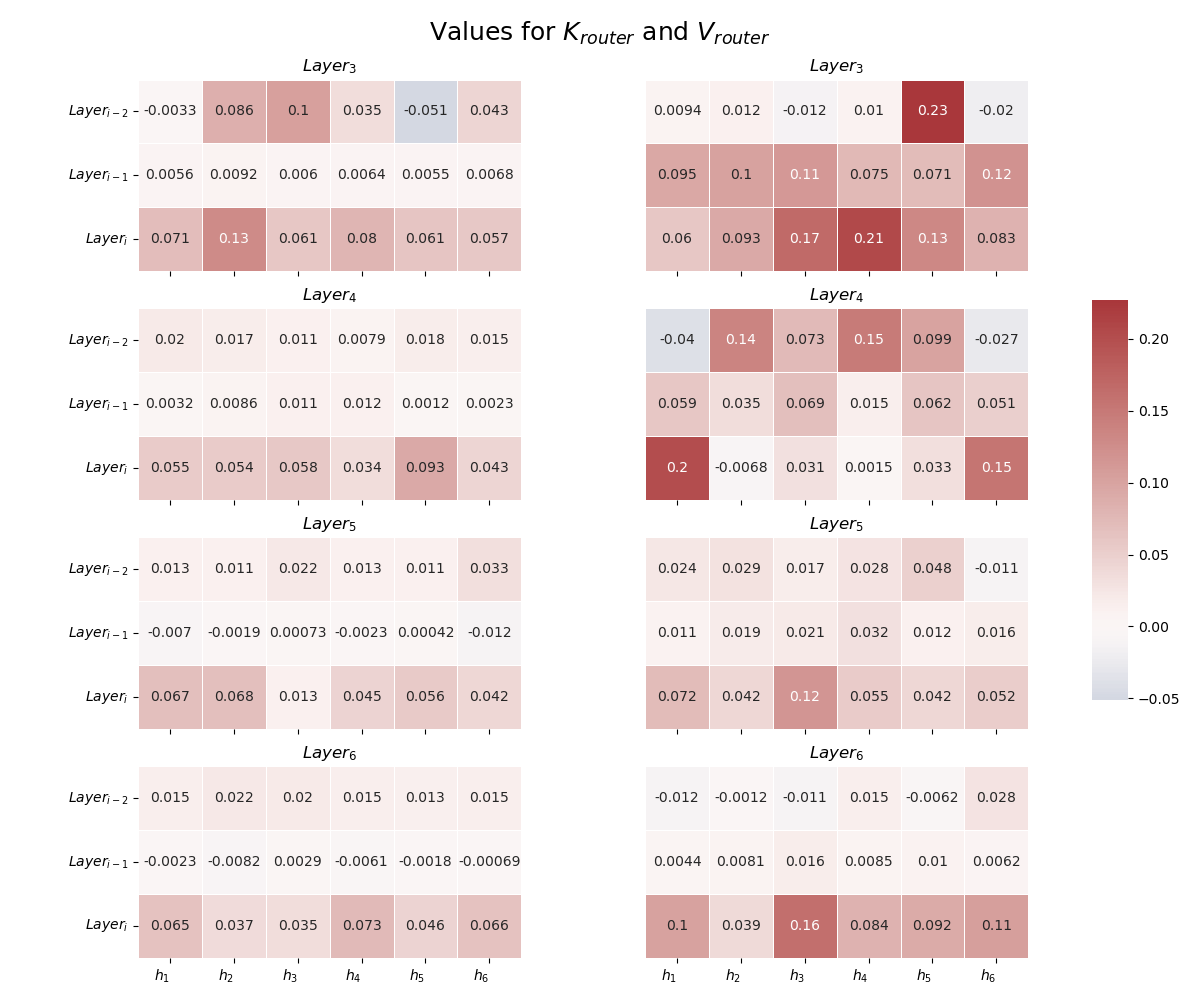 Values for K_router and V_router
Layer_3 Layer_3
Layer_{i-2} -0.0033 0.086 0.1 0.035 -0.051 0.043 0.0094 0.012 -0.012 0.01 0.23 -0.02
Layer_{i-1} 0.0056 0.0092 0.006 0.0064 0.0055 0.0068 0.095 0.1 0.11 0.075 0.071 0.12
Layer_i 0.071 0.13 0.061 0.08 0.061 0.057 0.06 0.093 0.17 0.21 0.13 0.083
Layer_4 Layer_4
Layer_{i-2} 0.02 0.017 0.011 0.0079 0.018 0.015 -0.04 0.14 0.073 0.15 0.099 -0.027
0.20
Layer_{i-1} 0.0032 0.0086 0.011 0.012 0.0012 0.0023 0.059 0.035 0.069 0.015 0.062 0.051
0.15
Layer_i 0.055 0.054 0.058 0.034 0.093 0.043 0.2 -0.0068 0.031 0.0015 0.033 0.15
0.10
Layer_5 Layer_5
0.05
Layer_{i-2} 0.013 0.011 0.022 0.013 0.011 0.033 0.024 0.029 0.017 0.028 0.048 -0.011
0.00
Layer_{i-1} -0.007 -0.0019 0.00073 -0.0023 0.00042 -0.012 0.011 0.019 0.021 0.032 0.012 0.016
−0.05
Layer_i 0.067 0.068 0.013 0.045 0.056 0.042 0.072 0.042 0.12 0.055 0.042 0.052
Layer_6 Layer_6
Layer_{i-2} 0.015 0.022 0.02 0.015 0.013 0.015 -0.012 -0.0012 -0.011 0.015 -0.0062 0.028
Layer_{i-1} -0.0023 -0.0082 0.0029 -0.0061 -0.0018 -0.00069 0.0044 0.0081 0.016 0.0085 0.01 0.0062
Layer_i 0.065 0.037 0.035 0.073 0.046 0.066 0.1 0.039 0.16 0.084 0.092 0.11
h_1 h_2 h_3 h_4 h_5 h_6 h_1 h_2 h_3 h_4 h_5 h_6